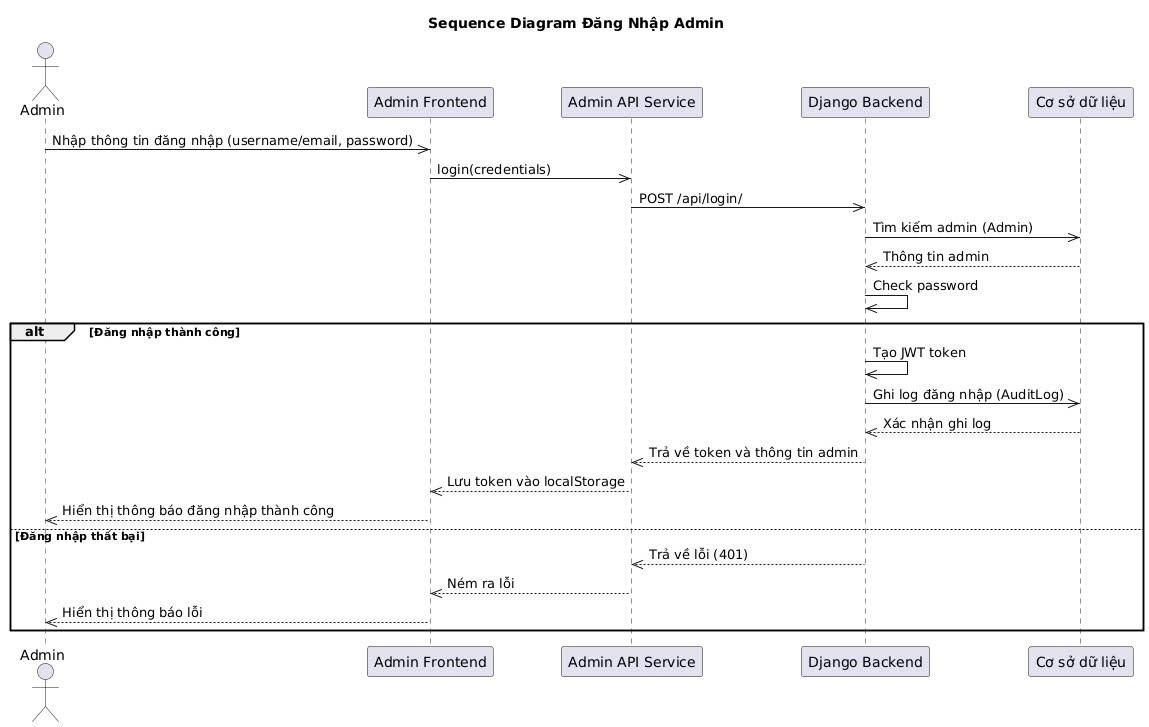 Sequence Diagram Đăng Nhập Admin
Admin
Admin Frontend
Admin API Service
Django Backend
Cơ sở dữ liệu
Nhập thông tin đăng nhập (username/email, password)
login(credentials)
POST /api/login/
Tìm kiếm admin (Admin)
Thông tin admin
Check password
alt
[Đăng nhập thành công]
Tạo JWT token
Ghi log đăng nhập (AuditLog)
Xác nhận ghi log
Trả về token và thông tin admin
Lưu token vào localStorage
Hiển thị thông báo đăng nhập thành công
[Đăng nhập thất bại]
Trả về lỗi (401)
Ném ra lỗi
Hiển thị thông báo lỗi
Admin
Admin Frontend
Admin API Service
Django Backend
Cơ sở dữ liệu